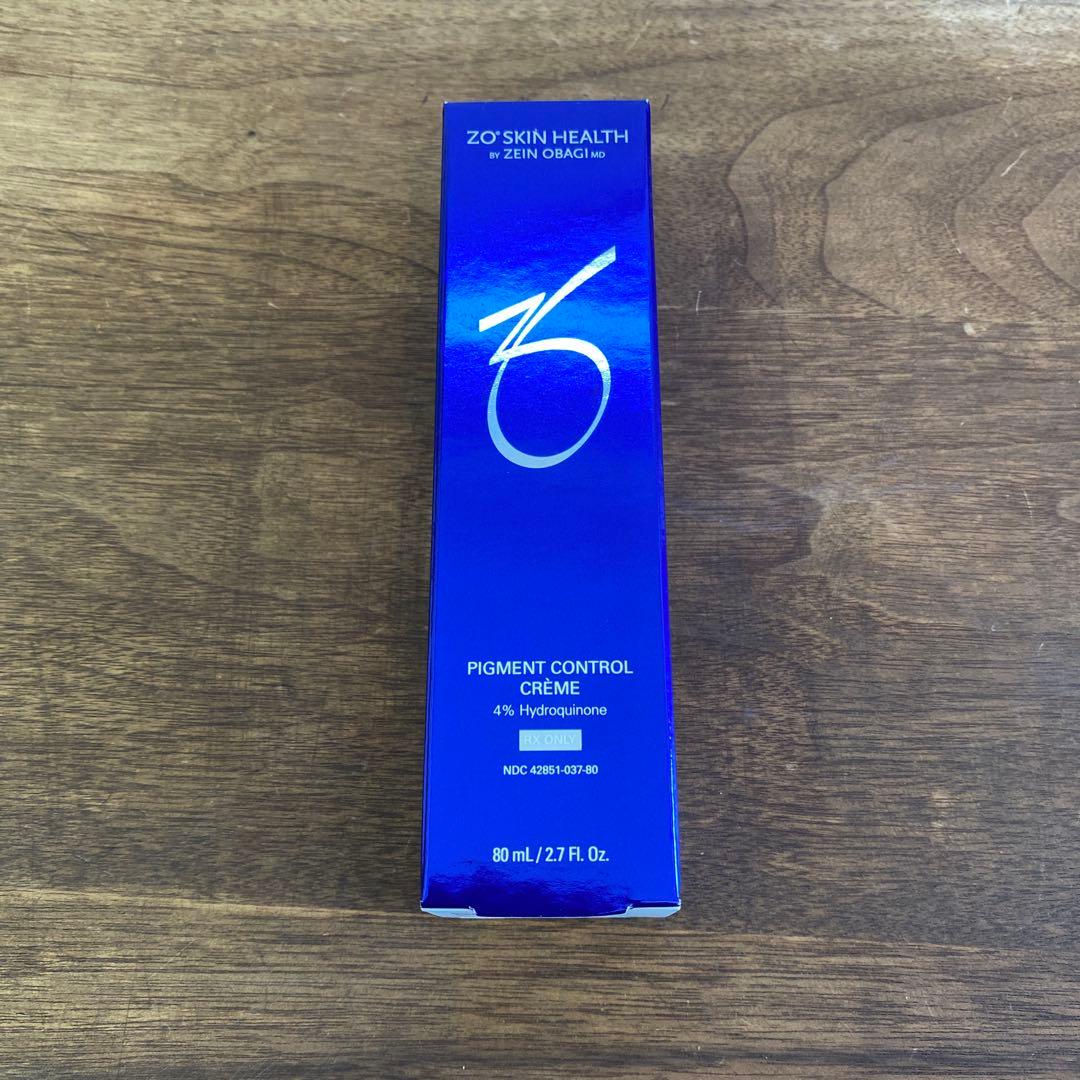 ZO® SKIN HEALTH
BY ZEIN OBAGI MD
PIGMENT CONTROL
CRÈME
4% Hydroquinone
RX ONLY
NDC 42851-037-80
80 mL / 2.7 Fl. Oz.